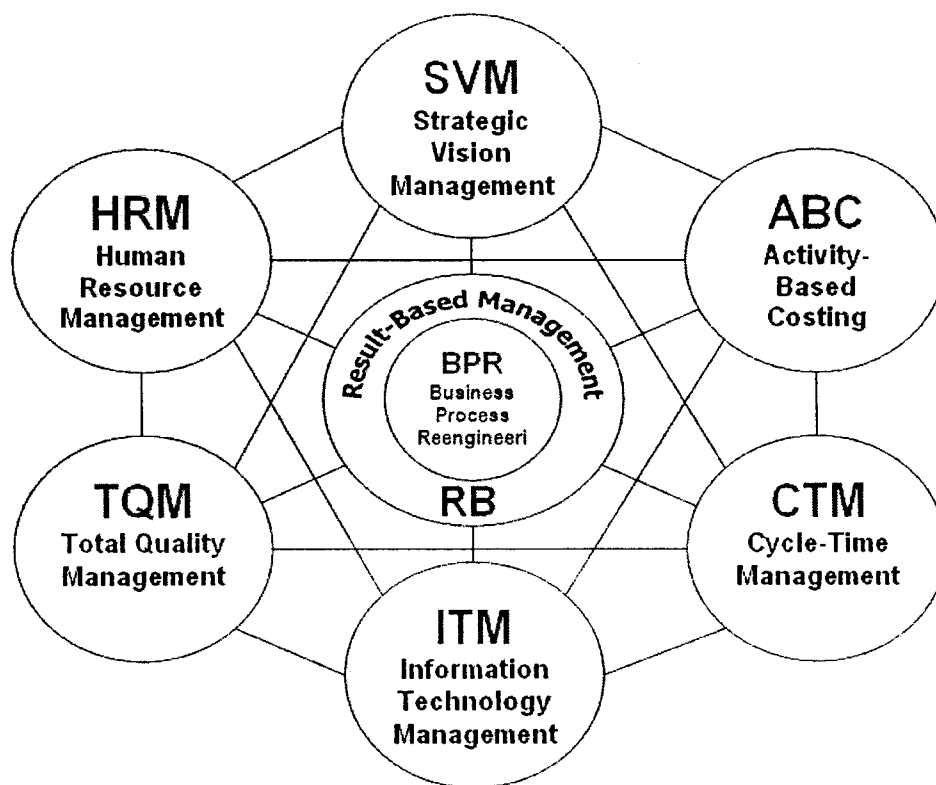 SVM
Strategic
Vision
Management
HRM
Human
Resource
Management
ABC
Activity-
Based
Costing
Result-Based Management
BPR
Business
Process
Reengineeri
RB
TQM
Total Quality
Management
CTM
Cycle-Time
Management
ITM
Information
Technology
Management